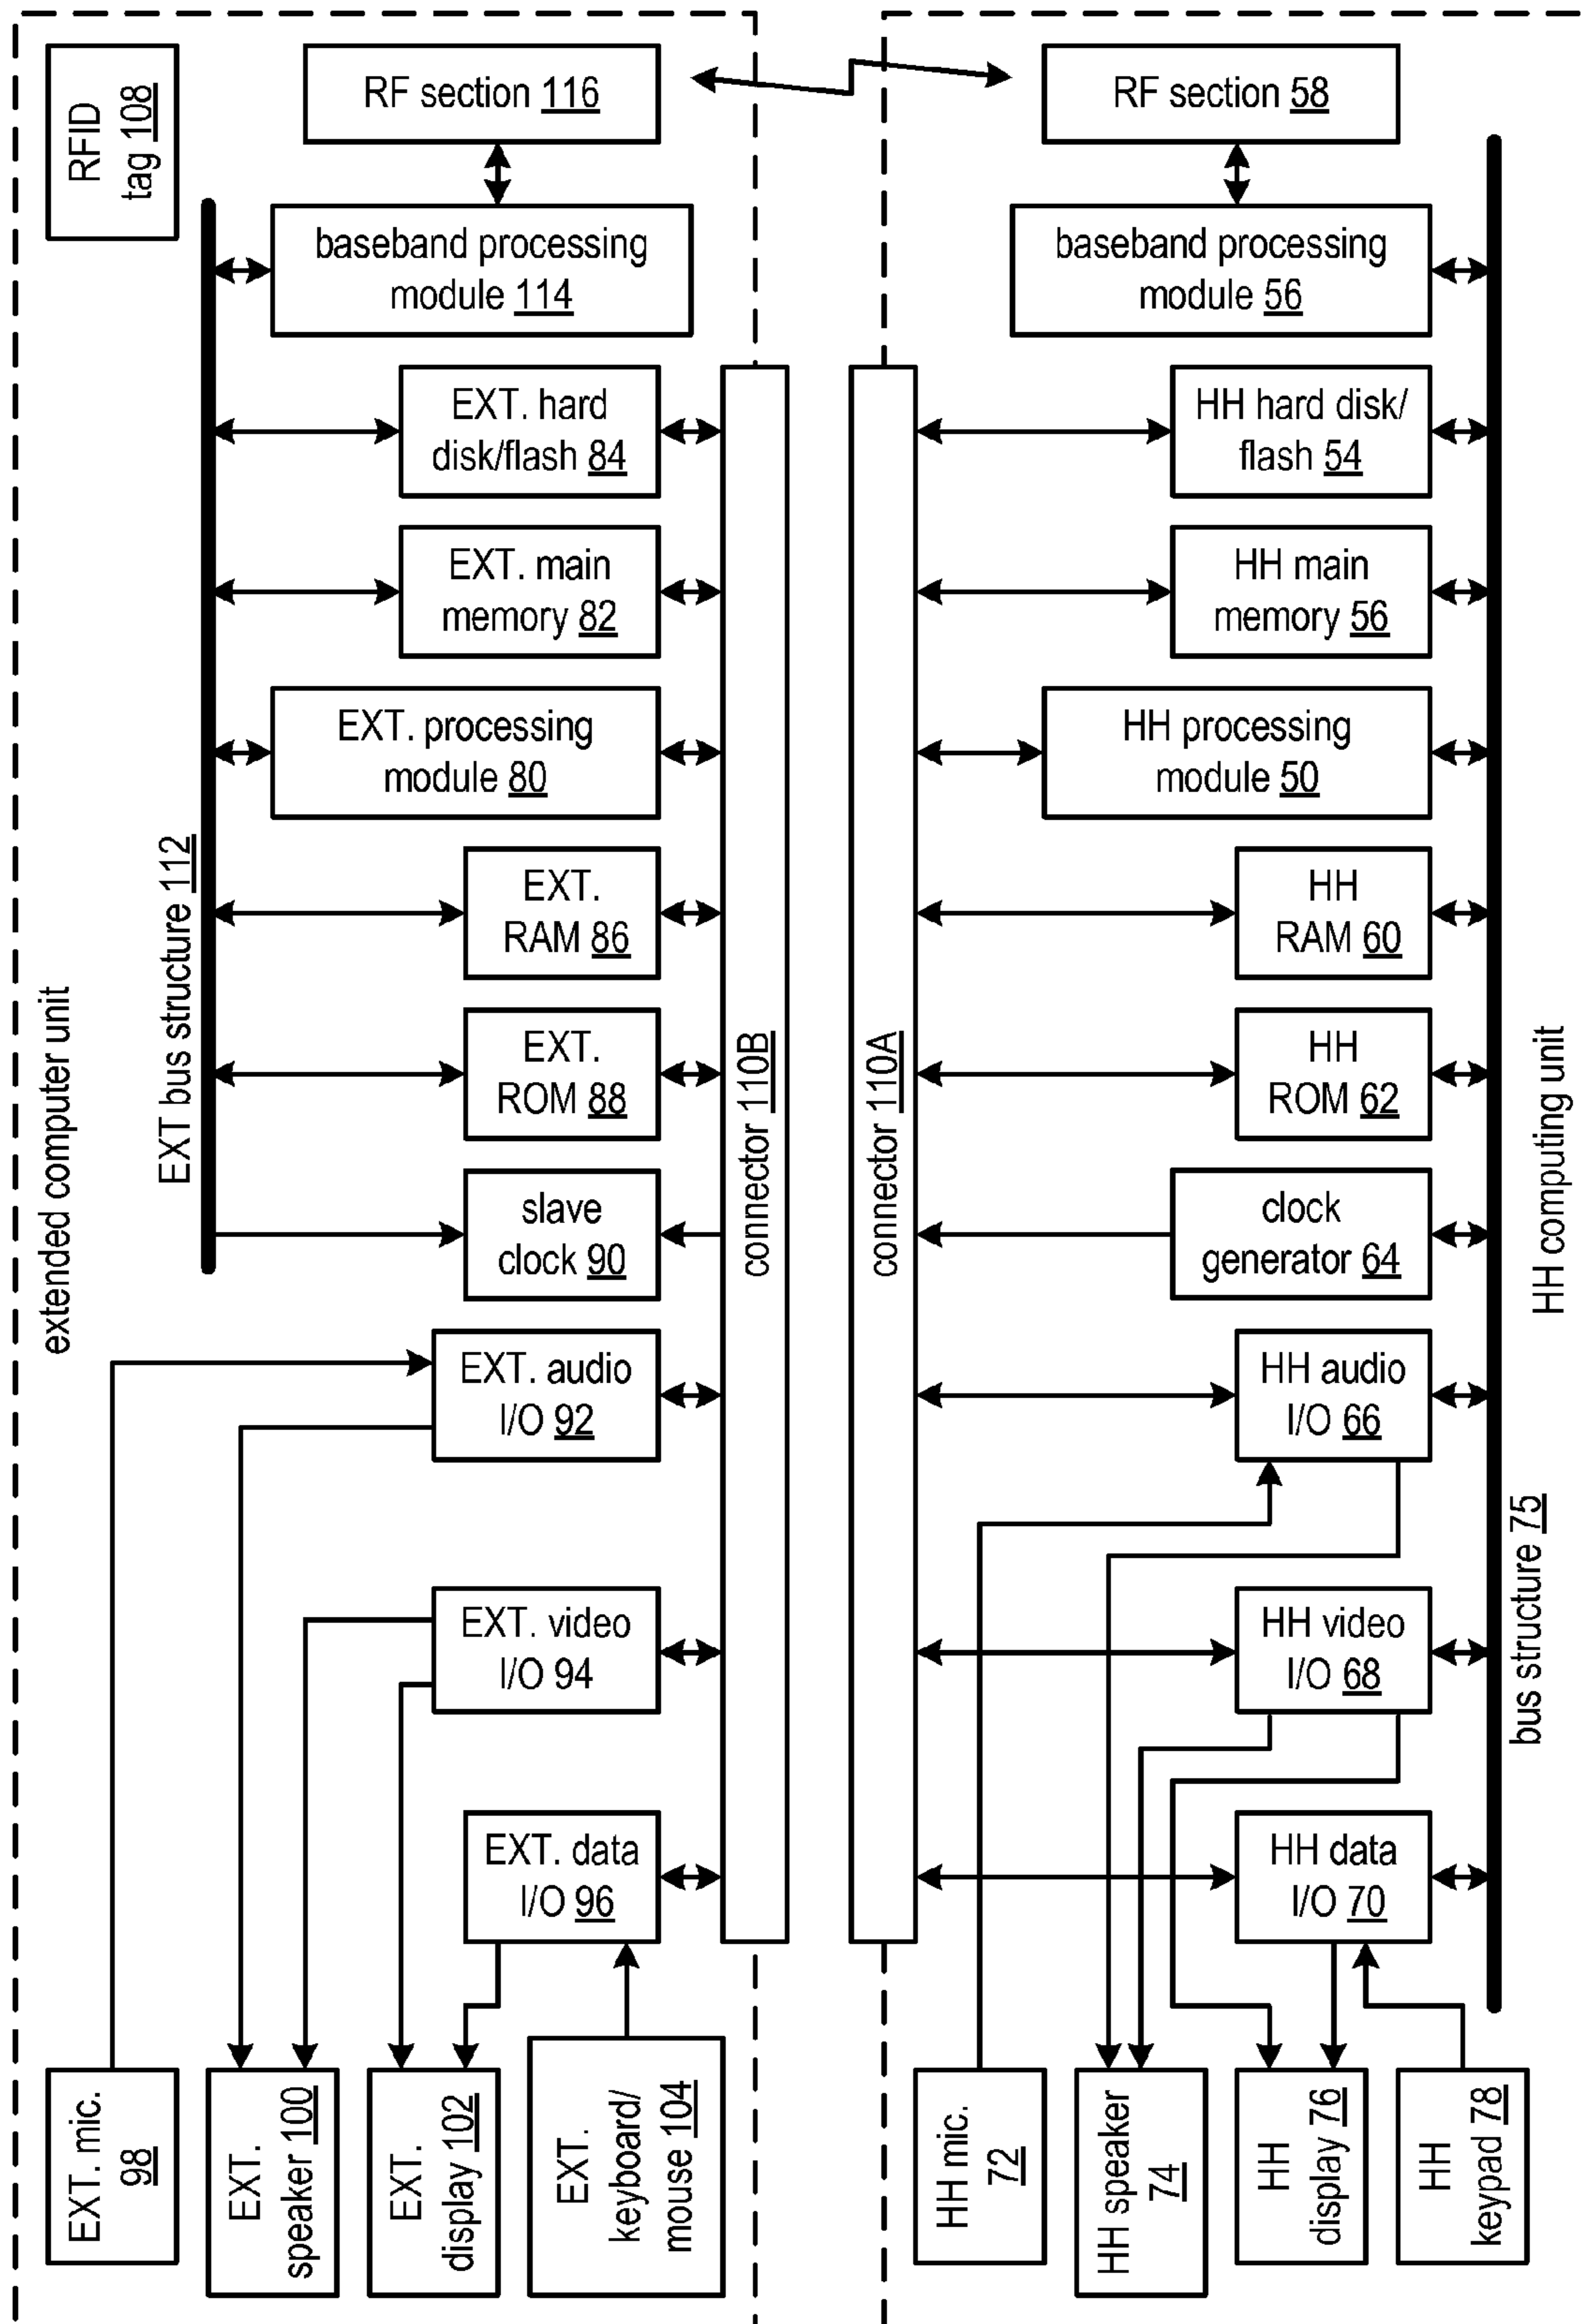 RFID
tag 108
RF section 116
RF section 58
baseband processing
module 114
baseband processing
module 56
EXT. hard
disk/flash 84
HH hard disk/
flash 54
EXT. main
memory 82
HH main
memory 56
EXT. processing
module 80
HH processing
module 50
EXT bus structure 112
EXT.
RAM 86
HH
RAM 60
extended computer unit
EXT.
ROM 88
connector 110B
connector 110A
HH
ROM 62
HH computing unit
slave
clock 90
clock
generator 64
EXT. audio
I/O 92
HH audio
I/O 66
bus structure 75
EXT. video
I/O 94
HH video
I/O 68
EXT. data
I/O 96
HH data
I/O 70
EXT. mic.
98
EXT.
speaker 100
EXT.
display 102
EXT.
keyboard/
mouse 104
HH mic.
72
HH speaker
74
HH
display 76
HH
keypad 78